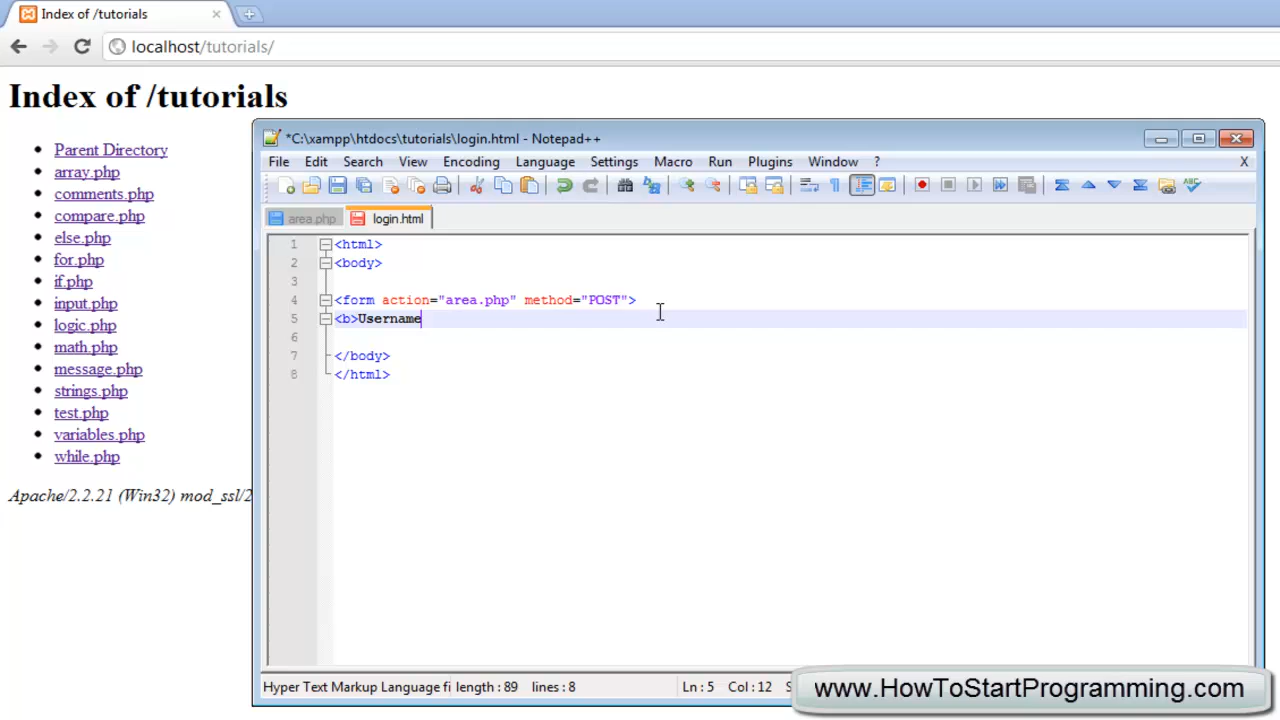 Index of /tutorials
localhost/tutorials/
Index of /tutorials
Parent Directory
array.php
comments.php
compare.php
else.php
for.php
if.php
input.php
logic.php
math.php
message.php
strings.php
test.php
variables.php
while.php
Apache/2.2.21 (Win32) mod_ssl/2
*C:\xampp\htdocs\tutorials\login.html - Notepad++
File Edit Search View Encoding Language Settings Macro Run Plugins Window ? X
area.php login.html
1 <html>
2 <body>
3
4 <form action="area.php" method="POST">
5 <b>Username
6
7 </body>
8 </html>
Hyper Text Markup Language fi length : 89 lines : 8 Ln : 5 Col : 12 S
www.HowToStartProgramming.com